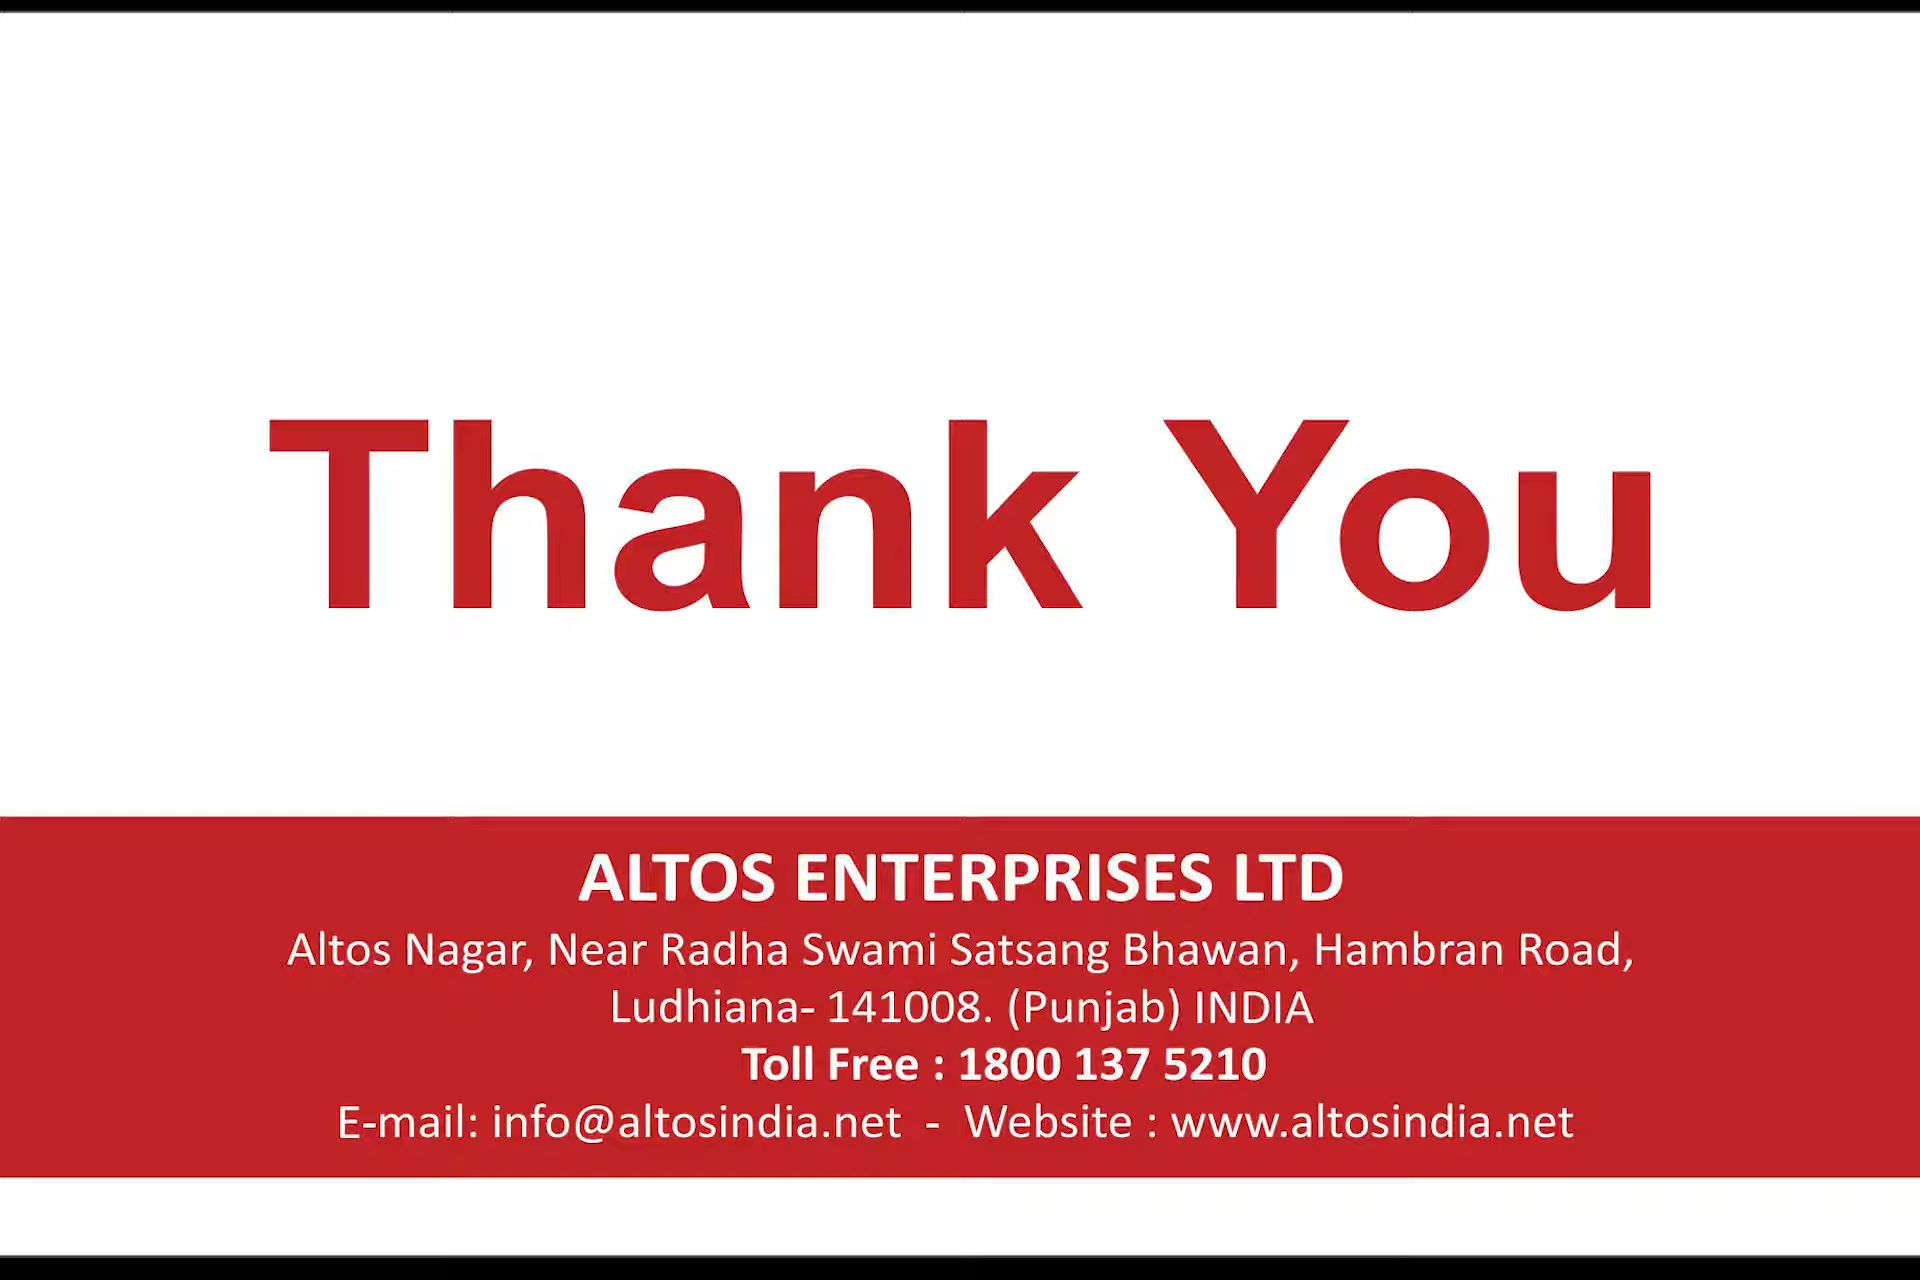 Thank You
ALTOS ENTERPRISES LTD
Altos Nagar, Near Radha Swami Satsang Bhawan, Hambran Road,
Ludhiana- 141008. (Punjab) INDIA
Toll Free : 1800 137 5210
E-mail: info@altosindia.net - Website : www.altosindia.net